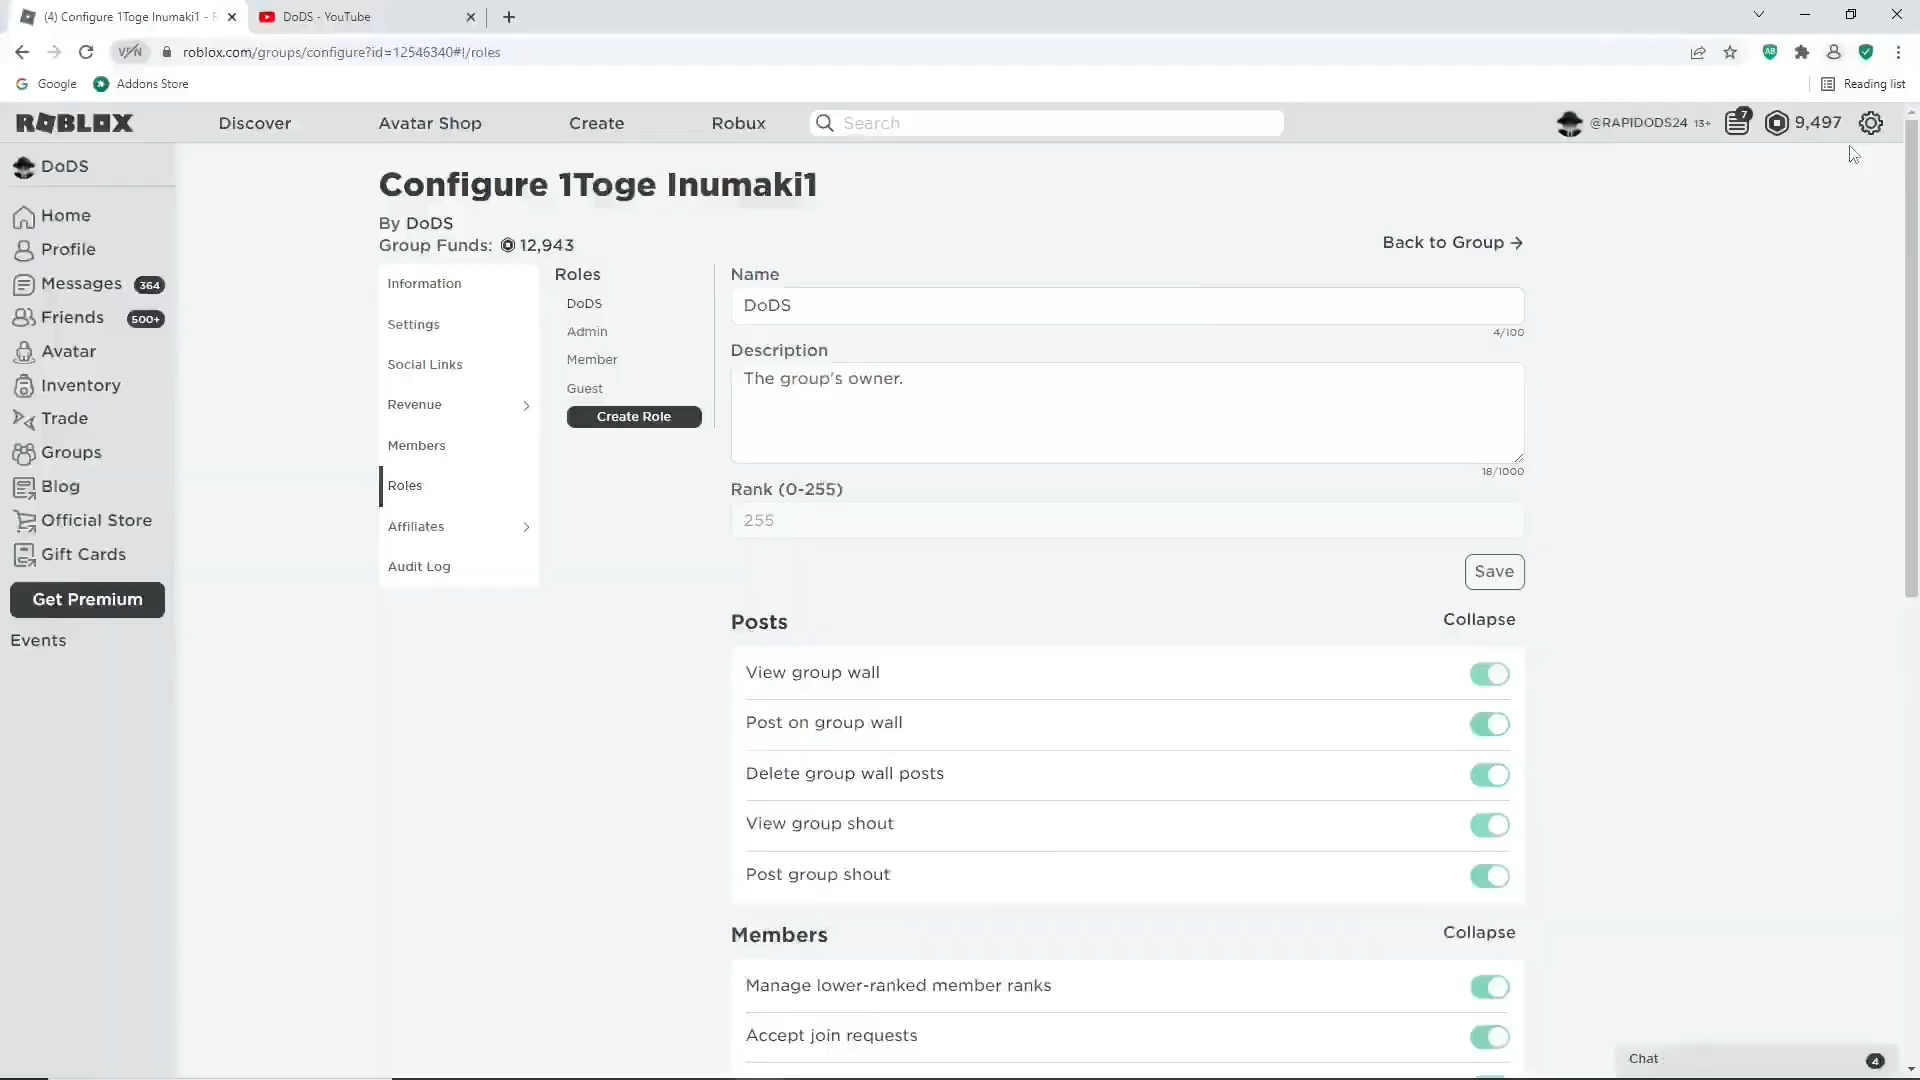 (4) Configure 1Toge Inumaki1 - R
DoDS - YouTube
VPN
roblox.com/groups/configure?id=12546340#!/roles
Google
Addons Store
Reading list
ROBLOX
Discover
Avatar Shop
Create
Robux
Search
@RAPIDODS24 13+
7
9,497
DoDS
Home
Profile
Messages 364
Friends 500+
Avatar
Inventory
Trade
Groups
Blog
Official Store
Gift Cards
Get Premium
Events
Configure 1Toge Inumaki1
By DoDS
Group Funds: 12,943
Back to Group →
Information
Settings
Social Links
Revenue
Members
Roles
Affiliates
Audit Log
Roles
DoDS
Admin
Member
Guest
Create Role
Name
DoDS
4/100
Description
The group's owner.
18/1000
Rank (0-255)
255
Save
Posts
Collapse
View group wall
Post on group wall
Delete group wall posts
View group shout
Post group shout
Members
Collapse
Manage lower-ranked member ranks
Accept join requests
Chat
4